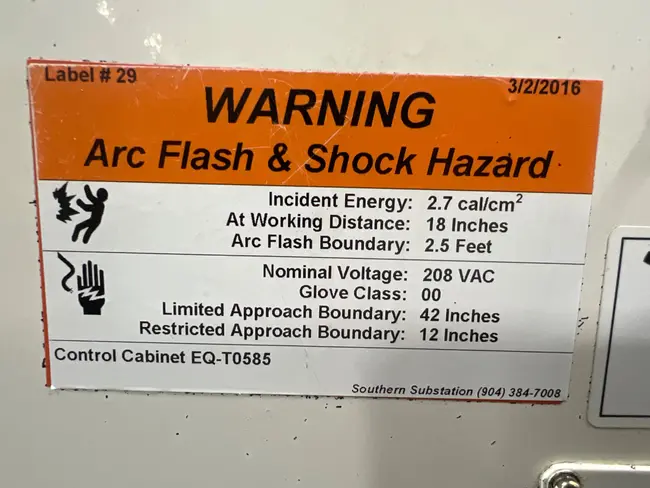 Label # 29
3/2/2016
WARNING
Arc Flash & Shock Hazard
Incident Energy: 2.7 cal/cm²
At Working Distance: 18 Inches
Arc Flash Boundary: 2.5 Feet
Nominal Voltage: 208 VAC
Glove Class: 00
Limited Approach Boundary: 42 Inches
Restricted Approach Boundary: 12 Inches
Control Cabinet EQ-T0585
Southern Substation (904) 384-7008